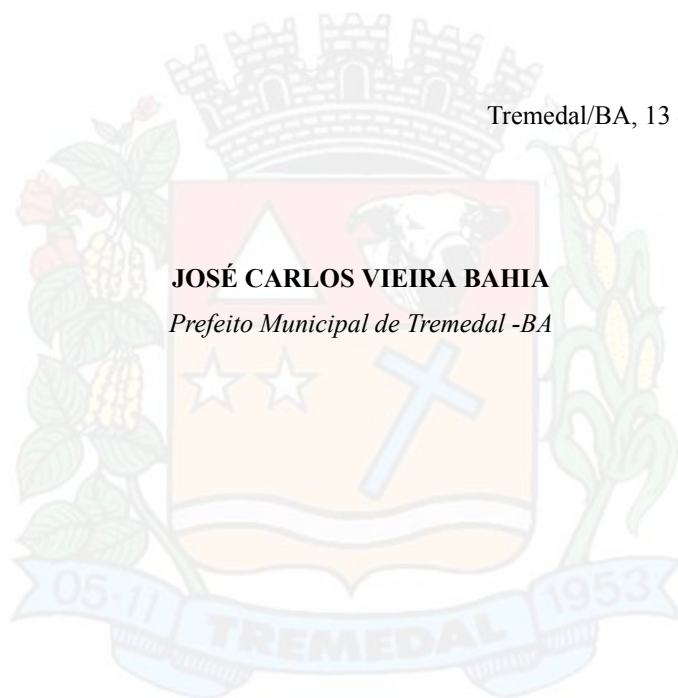 Tremedal/BA, 13
JOSÉ CARLOS VIEIRA BAHIA
Prefeito Municipal de Tremedal -BA
05-11
1953
TREMEDAL